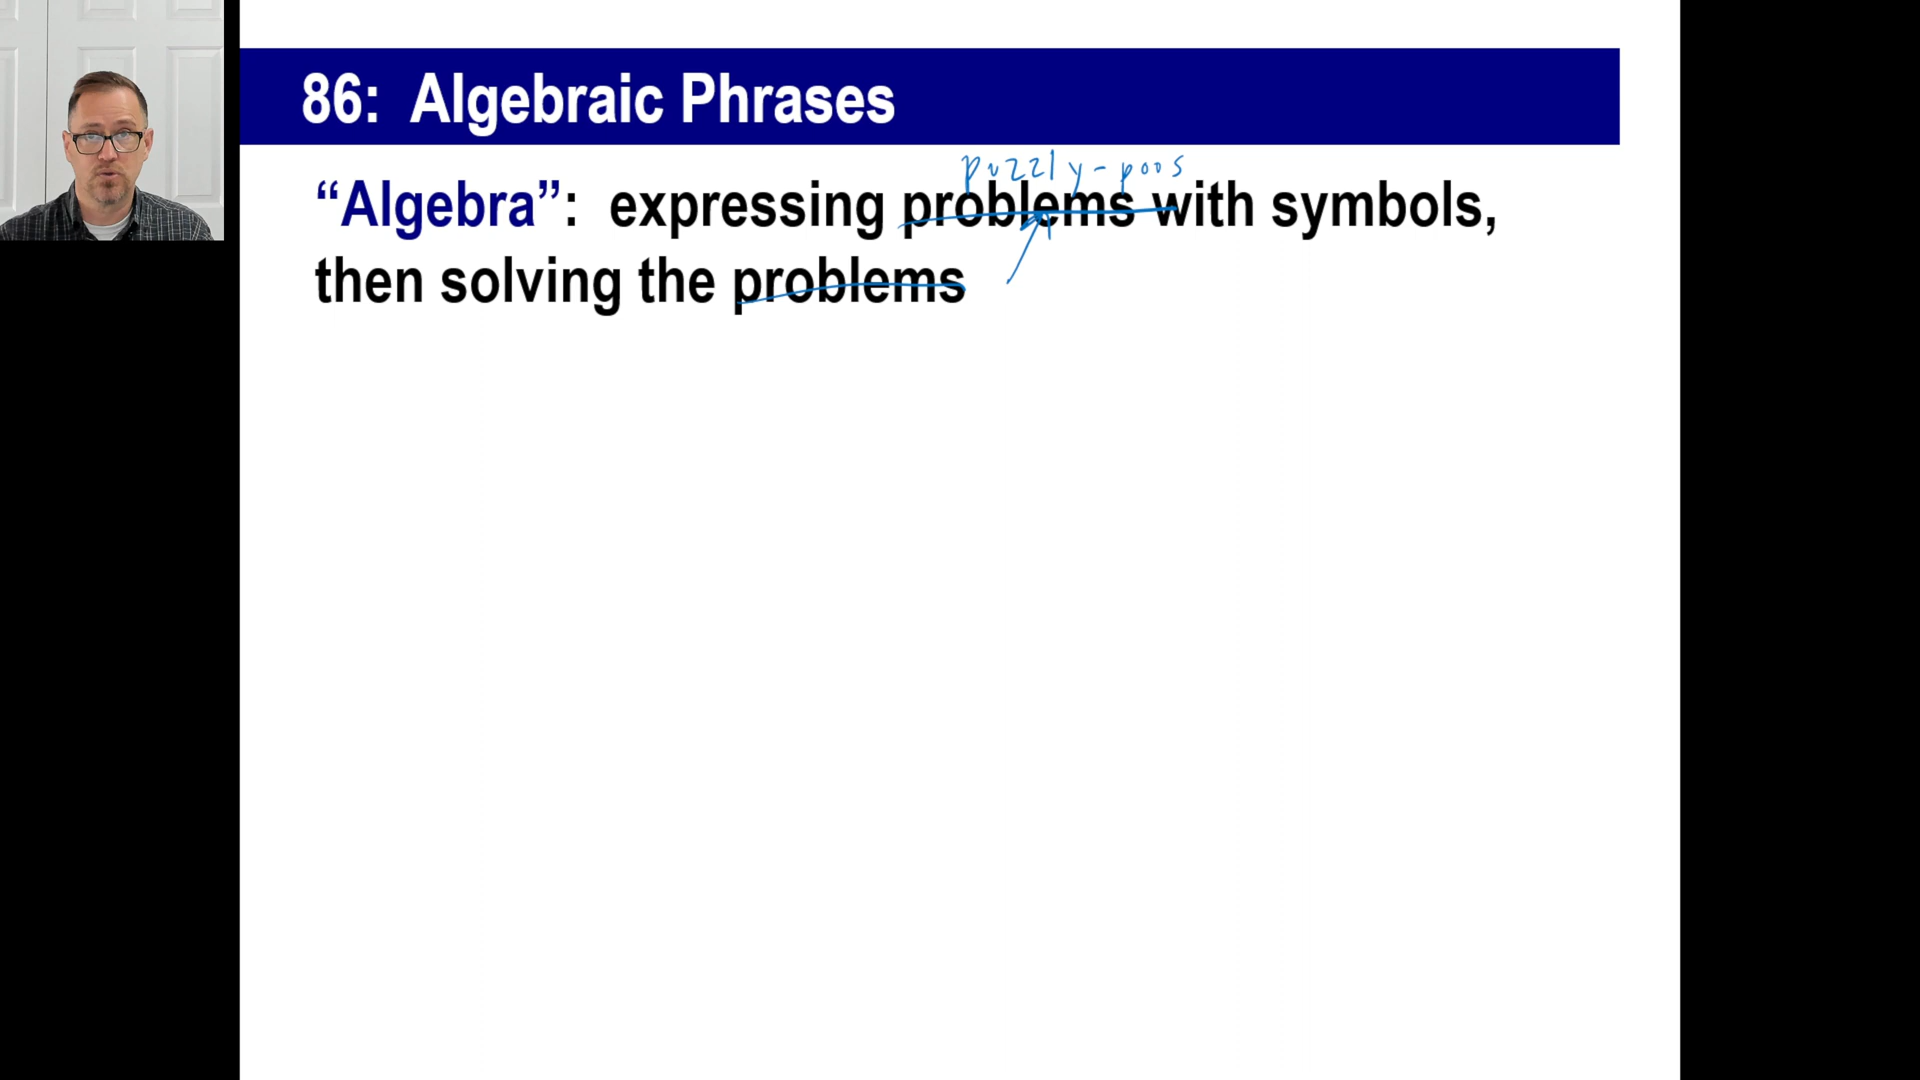 86: Algebraic Phrases
puzzly-poos
“Algebra”: expressing problems with symbols,
then solving the problems